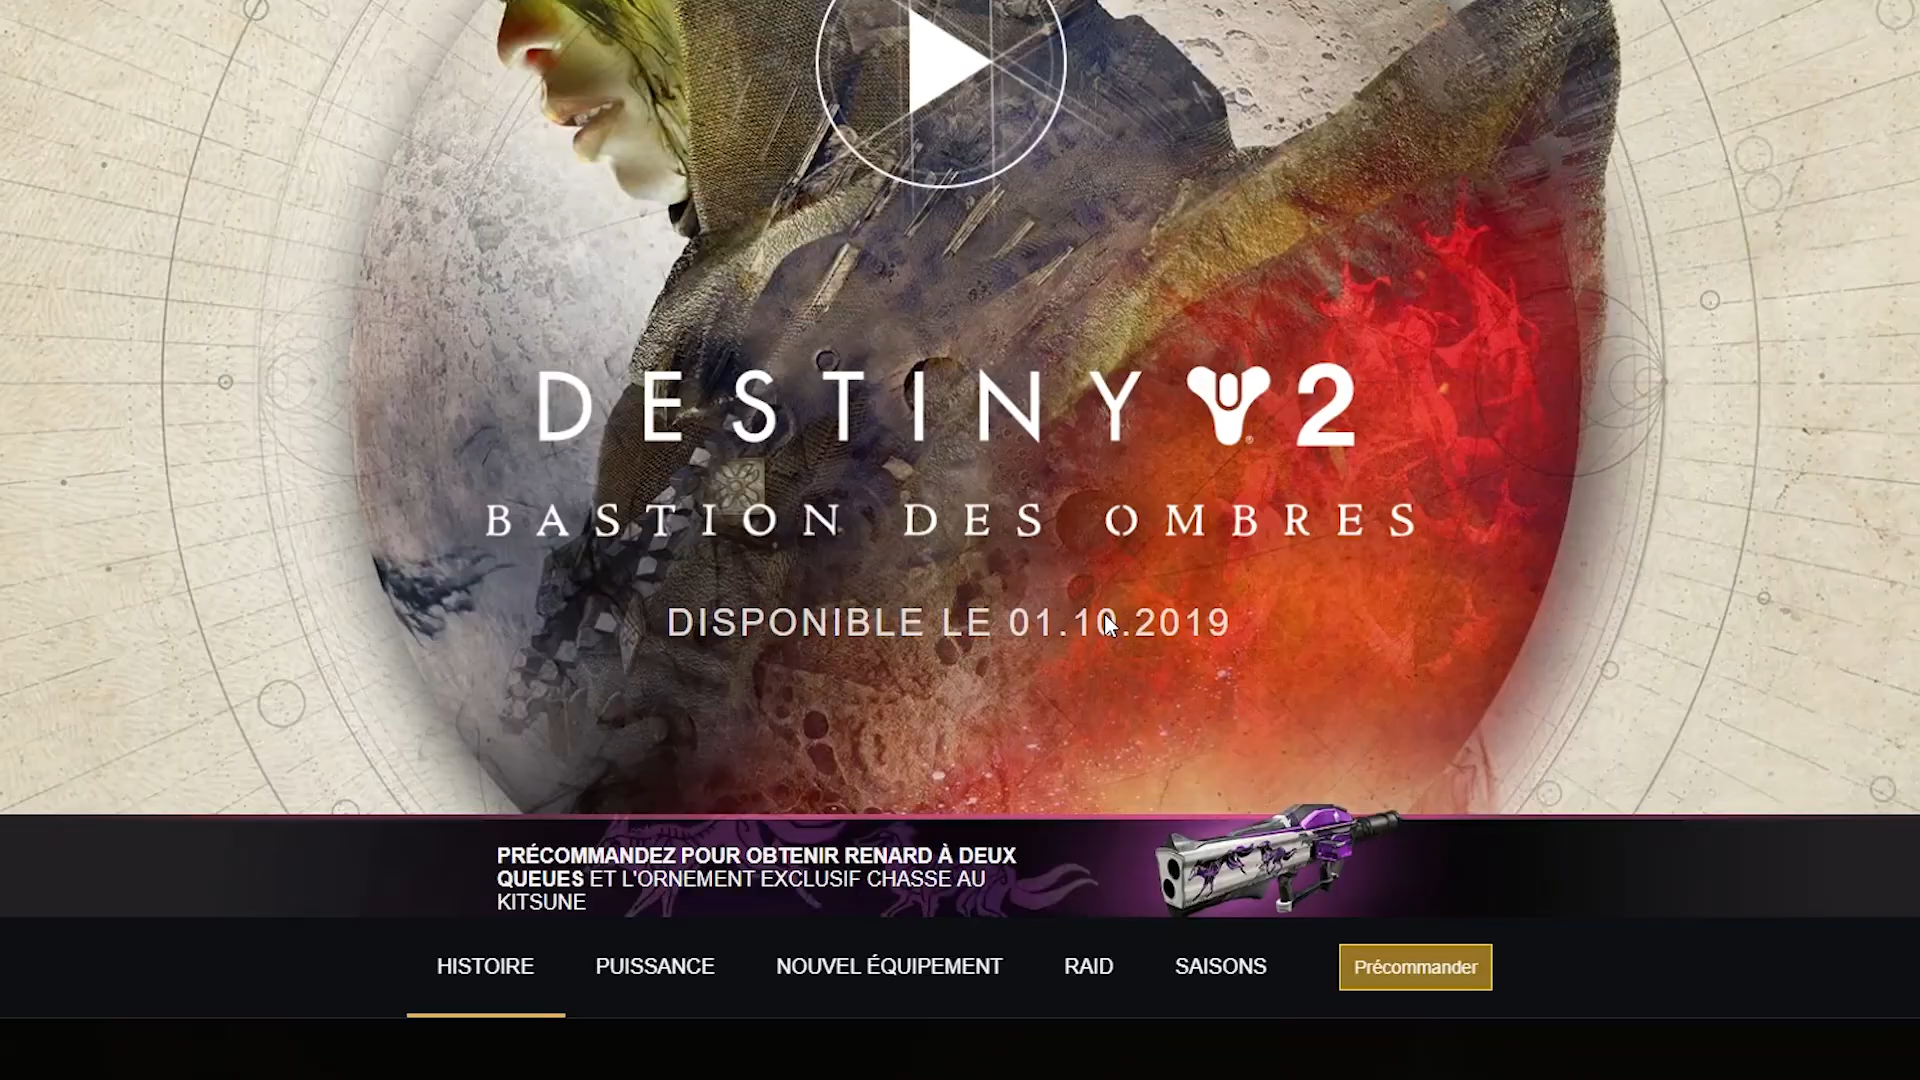 DESTINY 2
BASTION DES OMBRES
DISPONIBLE LE 01.10.2019
PRÉCOMMANDEZ POUR OBTENIR RENARD À DEUX
QUEUES ET L'ORNEMENT EXCLUSIF CHASSE AU
KITSUNE
HISTOIRE PUISSANCE NOUVEL ÉQUIPEMENT RAID SAISONS Précommander